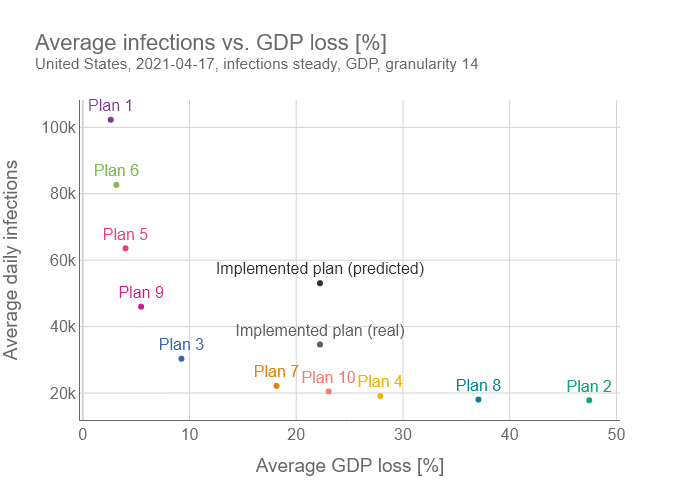 Average infections vs. GDP loss [%]
United States, 2021-04-17, infections steady, GDP, granularity 14
Plan 1
100k
Plan 6
80k
Plan 5
60k
Implemented plan (predicted)
Plan 9
40k
Implemented plan (real)
Plan 3
Plan 7
Plan 10
Plan 4
Plan 8
Plan 2
20k
0
10
20
30
40
50
Average GDP loss [%]
Average daily infections